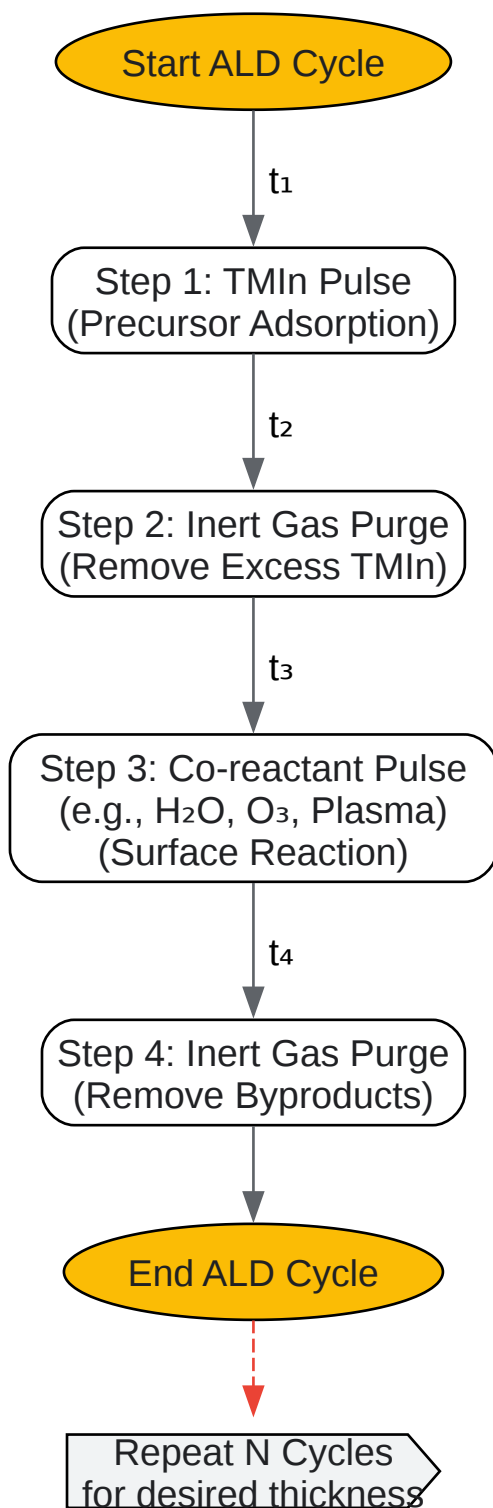 Start ALD Cycle
t₁
Step 1: TMIn Pulse
(Precursor Adsorption)
t₂
Step 2: Inert Gas Purge
(Remove Excess TMIn)
t₃
Step 3: Co-reactant Pulse
(e.g., H₂O, O₃, Plasma)
(Surface Reaction)
t₄
Step 4: Inert Gas Purge
(Remove Byproducts)
End ALD Cycle
Repeat N Cycles
for desired thickness